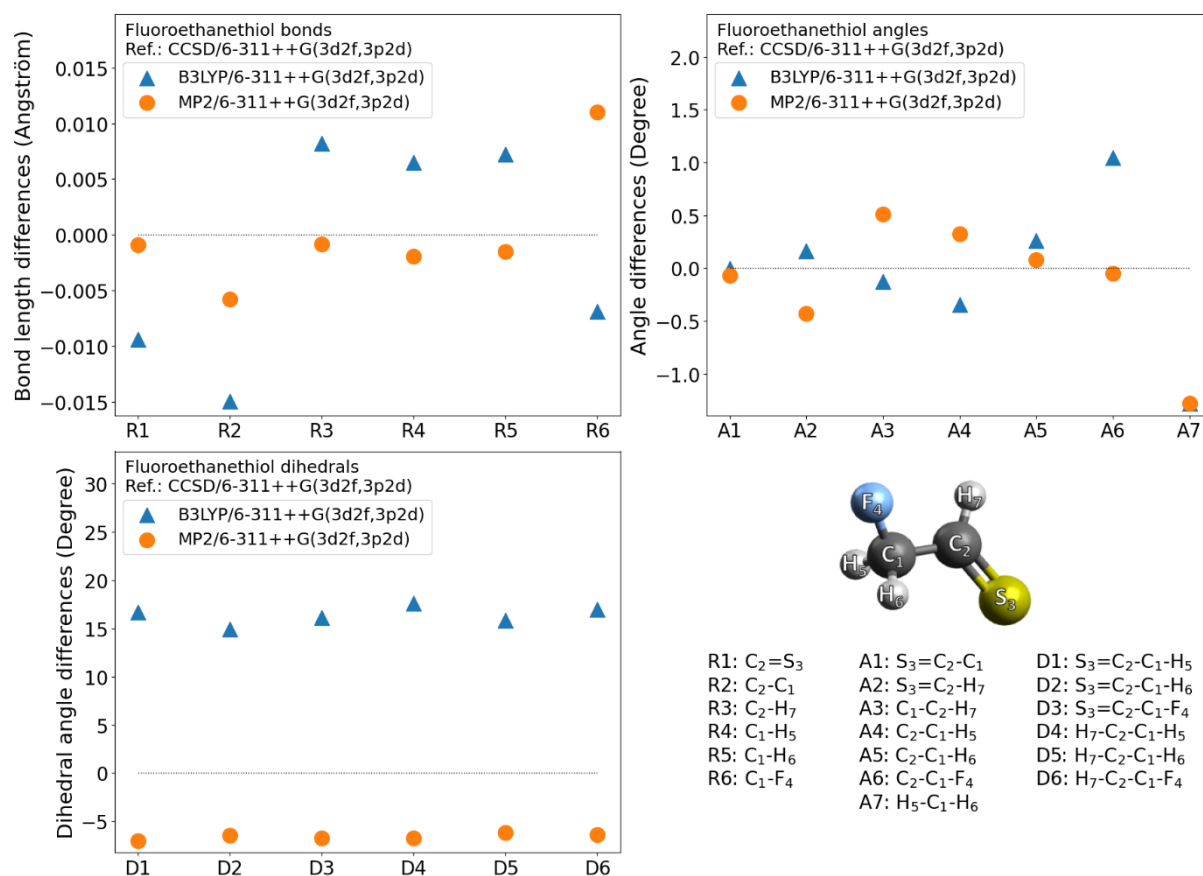 Fluoroethanethiol bonds
Ref.: CCSD/6-311++G(3d2f,3p2d)
B3LYP/6-311++G(3d2f,3p2d)
MP2/6-311++G(3d2f,3p2d)
Bond length differences (Angström)
0.015
0.010
0.005
0.000
−0.005
−0.010
−0.015
R1 R2 R3 R4 R5 R6
Fluoroethanethiol angles
Ref.: CCSD/6-311++G(3d2f,3p2d)
B3LYP/6-311++G(3d2f,3p2d)
MP2/6-311++G(3d2f,3p2d)
Angle differences (Degree)
2.0
1.5
1.0
0.5
0.0
−0.5
−1.0
A1 A2 A3 A4 A5 A6 A7
Fluoroethanethiol dihedrals
Ref.: CCSD/6-311++G(3d2f,3p2d)
B3LYP/6-311++G(3d2f,3p2d)
MP2/6-311++G(3d2f,3p2d)
Dihedral angle differences (Degree)
30
25
20
15
10
5
0
−5
D1 D2 D3 D4 D5 D6
F₄ H₇
H₅ C₁ C₂
H₆ S₃
R1: C₂=S₃ A1: S₃=C₂-C₁ D1: S₃=C₂-C₁-H₅
R2: C₂-C₁ A2: S₃=C₂-H₇ D2: S₃=C₂-C₁-H₆
R3: C₂-H₇ A3: C₁-C₂-H₇ D3: S₃=C₂-C₁-F₄
R4: C₁-H₅ A4: C₂-C₁-H₅ D4: H₇-C₂-C₁-H₅
R5: C₁-H₆ A5: C₂-C₁-H₆ D5: H₇-C₂-C₁-H₆
R6: C₁-F₄ A6: C₂-C₁-F₄ D6: H₇-C₂-C₁-F₄
A7: H₅-C₁-H₆